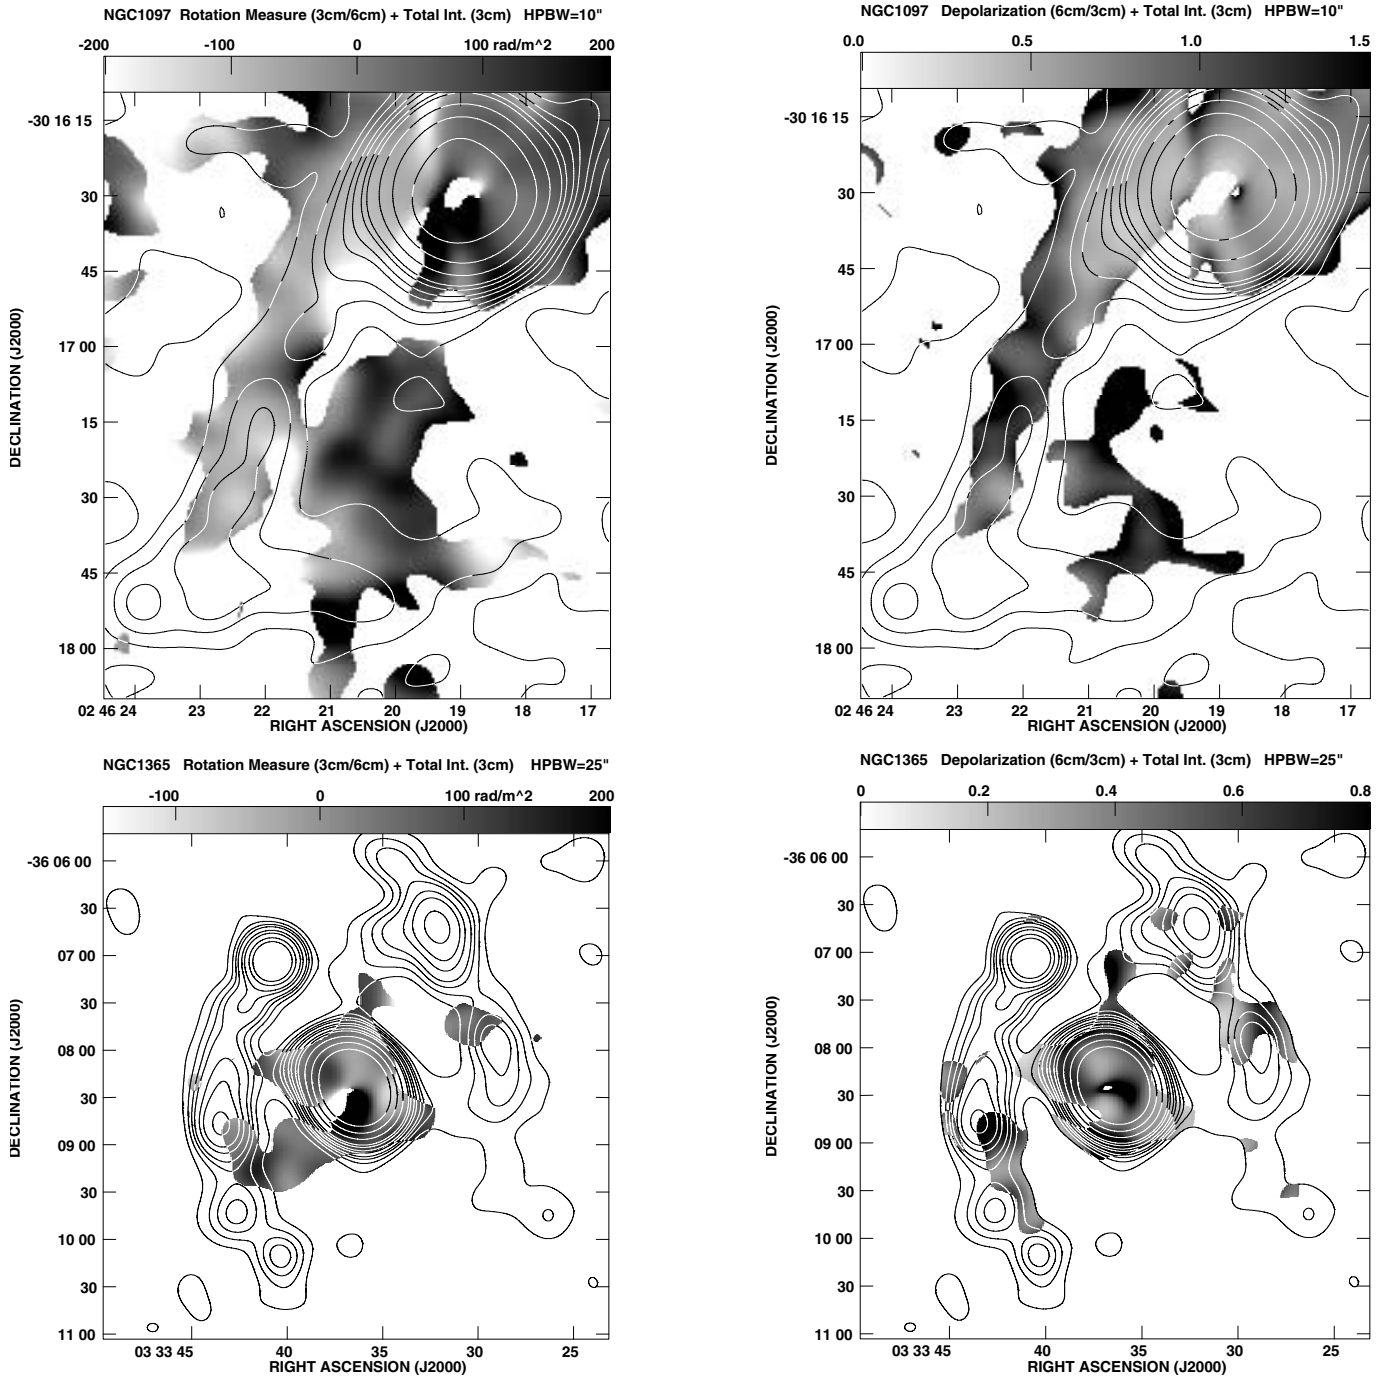 NGC1097 Rotation Measure (3cm/6cm) + Total Int. (3cm) HPBW=10"
-200 -100 0 100 rad/m^2 200
DECLINATION (J2000)
-30 16 15
30
45
17 00
15
30
45
18 00
02 46 24 23 22 21 20 19 18 17
RIGHT ASCENSION (J2000)
NGC1097 Depolarization (6cm/3cm) + Total Int. (3cm) HPBW=10"
0.0 0.5 1.0 1.5
DECLINATION (J2000)
-30 16 15
30
45
17 00
15
30
45
18 00
02 46 24 23 22 21 20 19 18 17
RIGHT ASCENSION (J2000)
NGC1365 Rotation Measure (3cm/6cm) + Total Int. (3cm) HPBW=25"
-100 0 100 rad/m^2 200
DECLINATION (J2000)
-36 06 00
30
07 00
30
08 00
30
09 00
30
10 00
30
11 00
03 33 45 40 35 30 25
RIGHT ASCENSION (J2000)
NGC1365 Depolarization (6cm/3cm) + Total Int. (3cm) HPBW=25"
0 0.2 0.4 0.6 0.8
DECLINATION (J2000)
-36 06 00
30
07 00
30
08 00
30
09 00
30
10 00
30
11 00
03 33 45 40 35 30 25
RIGHT ASCENSION (J2000)